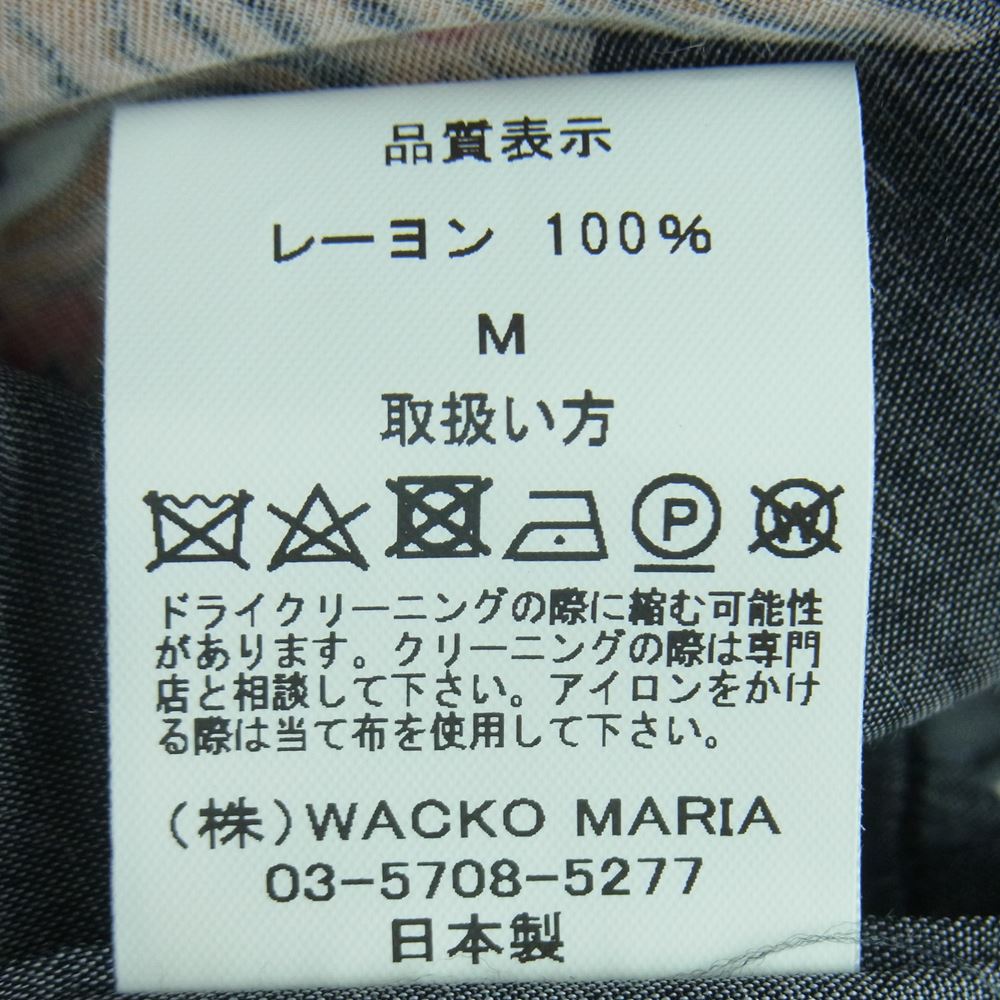 品質表示
レーヨン 100%
M
取扱い方
P W
ドライクリーニングの際に縮む可能性
があります。クリーニングの際は専門
店と相談して下さい。アイロンをかけ
る際は当て布を使用して下さい。
(株)WACKO MARIA
03-5708-5277
日本製